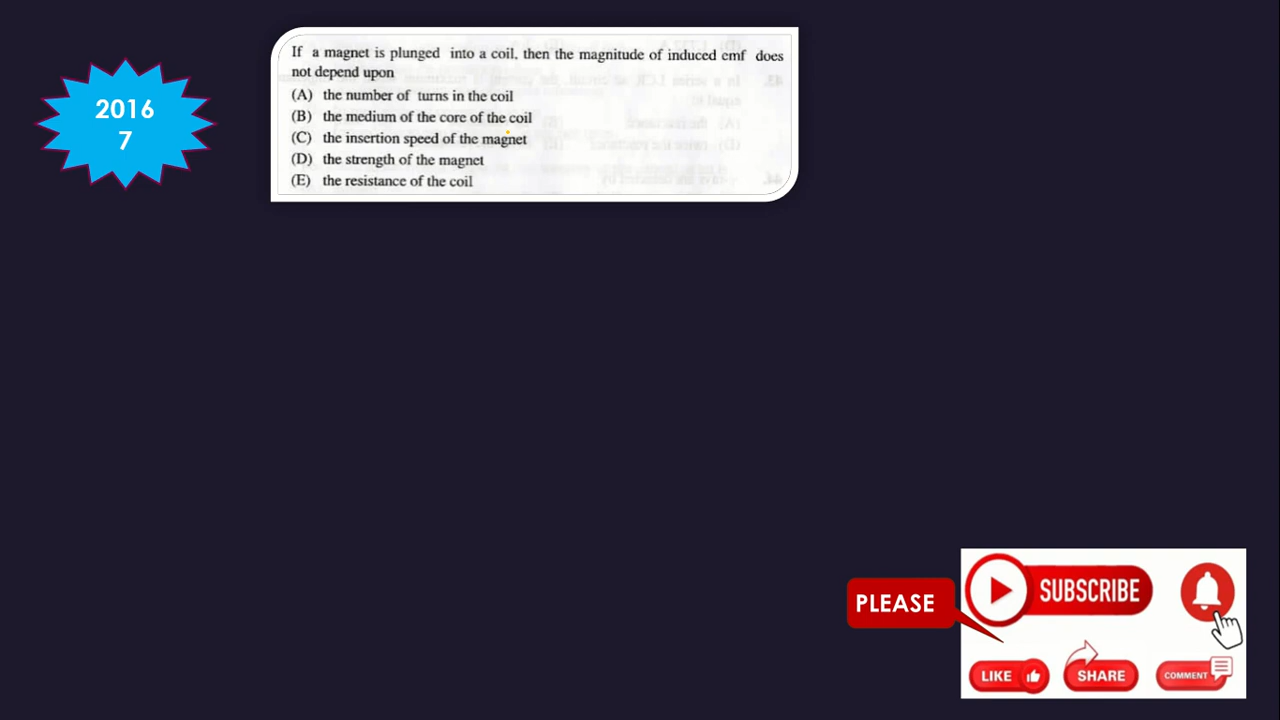 2016
7
If a magnet is plunged into a coil, then the magnitude of induced emf does
not depend upon
(A) the number of turns in the coil
(B) the medium of the core of the coil
(C) the insertion speed of the magnet
(D) the strength of the magnet
(E) the resistance of the coil
PLEASE
SUBSCRIBE
LIKE
SHARE
COMMENT